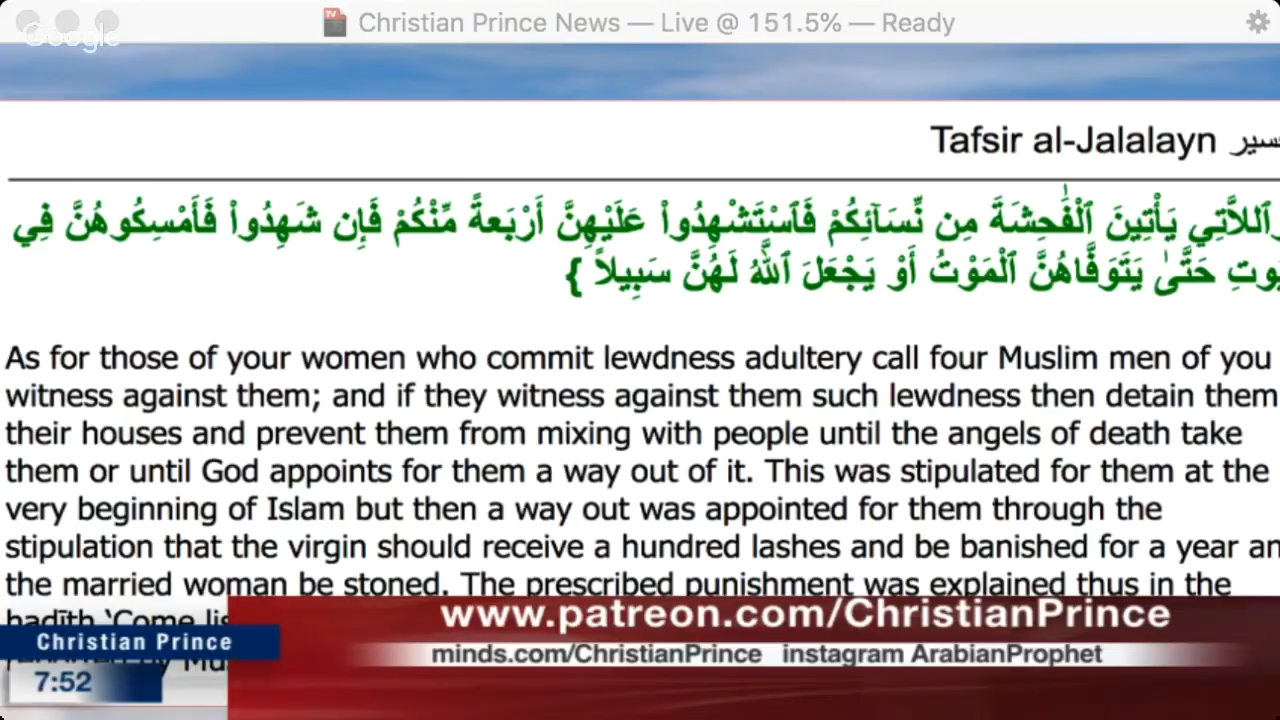 Google
Christian Prince News — Live @ 151.5% — Ready
Tafsir al-Jalalayn
ٱللاَّتِي يَأْتِينَ ٱلْفَٰحِشَةَ مِن نِّسَآئِكُمْ فَٱسْتَشْهِدُواْ عَلَيْهِنَّ أَرْبَعةً مِّنْكُمْ فَإِن شَهِدُواْ فَأَمْسِكُوهُنَّ فِي
حَتَّىٰ يَتَوَفَّاهُنَّ ٱلْمَوْتُ أَوْ يَجْعَلَ ٱللَّهُ لَهُنَّ سَبِيلاً }
As for those of your women who commit lewdness adultery call four Muslim men of you
witness against them; and if they witness against them such lewdness then detain them
their houses and prevent them from mixing with people until the angels of death take
them or until God appoints for them a way out of it. This was stipulated for them at the
very beginning of Islam but then a way out was appointed for them through the
stipulation that the virgin should receive a hundred lashes and be banished for a year an
the married woman be stoned. The prescribed punishment was explained thus in the
hadīth ‘Come lis
www.patreon.com/ChristianPrince
Christian Prince
minds.com/ChristianPrince instagram ArabianProphet
7:52